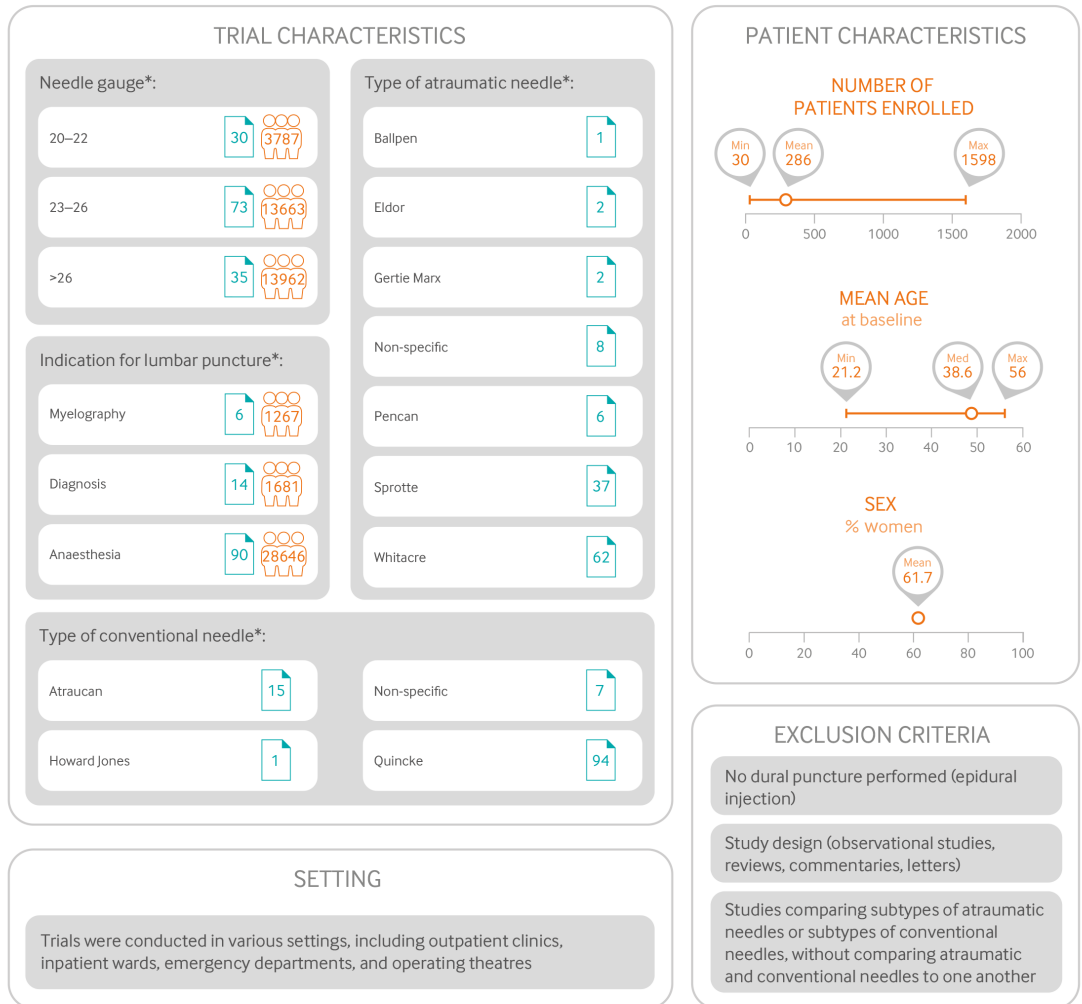 TRIAL CHARACTERISTICS
Needle gauge*:
20–22 30 3787
23–26 73 13663
>26 35 13962
Indication for lumbar puncture*:
Myelography 6 1267
Diagnosis 14 1681
Anaesthesia 90 28646
Type of atraumatic needle*:
Ballpen 1
Eldor 2
Gertie Marx 2
Non-specific 8
Pencan 6
Sprotte 37
Whitacre 62
Type of conventional needle*:
Atraucan 15
Non-specific 7
Howard Jones 1
Quincke 94
SETTING
Trials were conducted in various settings, including outpatient clinics,
inpatient wards, emergency departments, and operating theatres
PATIENT CHARACTERISTICS
NUMBER OF
PATIENTS ENROLLED
Min Mean Max
30 286 1598
0 500 1000 1500 2000
MEAN AGE
at baseline
Min Med Max
21.2 38.6 56
0 10 20 30 40 50 60
SEX
% women
Mean
61.7
0 20 40 60 80 100
EXCLUSION CRITERIA
No dural puncture performed (epidural
injection)
Study design (observational studies,
reviews, commentaries, letters)
Studies comparing subtypes of atraumatic
needles or subtypes of conventional
needles, without comparing atraumatic
and conventional needles to one another